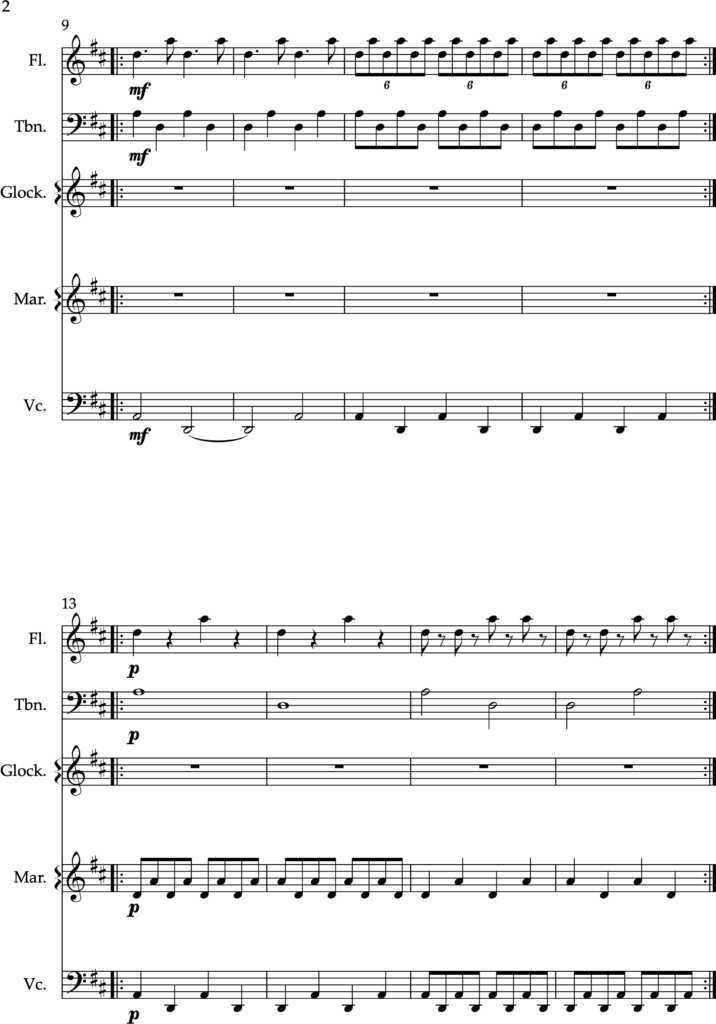 2
9
Fl.
mf
6 6 6 6
Tbn.
mf
Glock.
Mar.
Vc.
mf
13
Fl.
p
Tbn.
p
Glock.
Mar.
p
Vc.
p